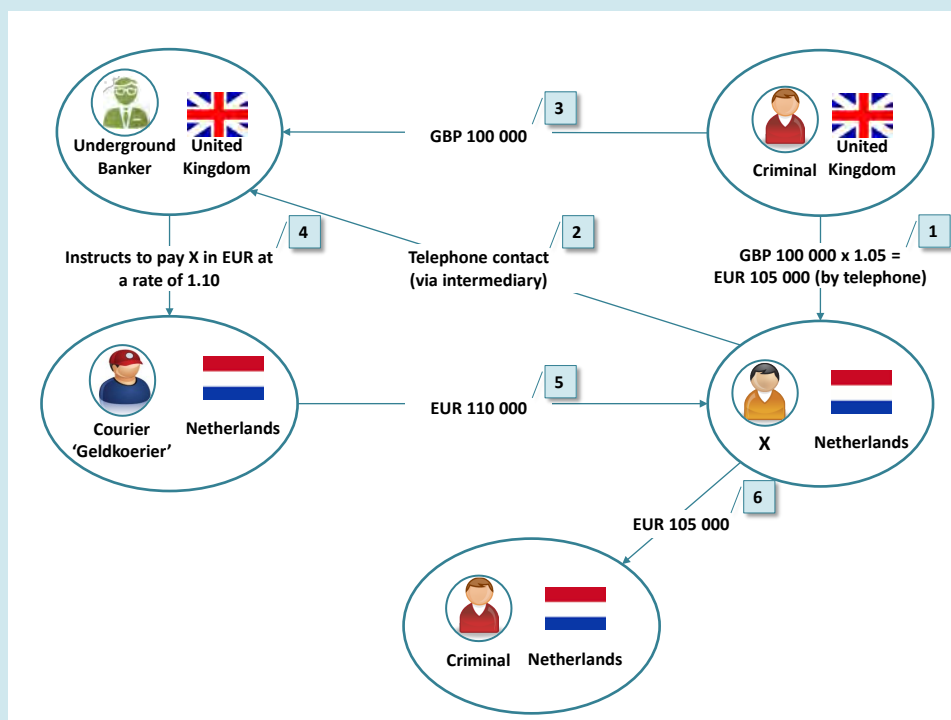 3
GBP 100 000
Underground
Banker
United
Kingdom
Criminal
United
Kingdom
4
Instructs to pay X in EUR at
a rate of 1.10
2
Telephone contact
(via intermediary)
1
GBP 100 000 x 1.05 =
EUR 105 000 (by telephone)
5
EUR 110 000
Courier
‘Geldkoerier’
Netherlands
X
Netherlands
6
EUR 105 000
Criminal
Netherlands